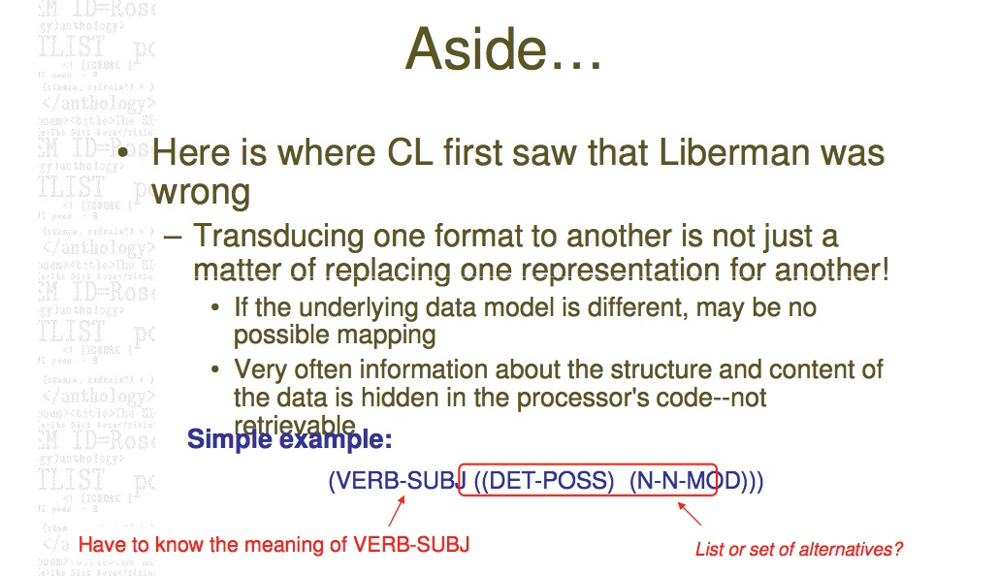 Aside…
• Here is where CL first saw that Liberman was
wrong
– Transducing one format to another is not just a
matter of replacing one representation for another!
• If the underlying data model is different, may be no
possible mapping
• Very often information about the structure and content of
the data is hidden in the processor's code--not
retrievable
Simple example:
(VERB-SUBJ ((DET-POSS) (N-N-MOD)))
Have to know the meaning of VERB-SUBJ
List or set of alternatives?